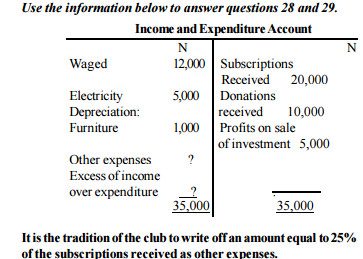 Use the information below to answer questions 28 and 29.
Income and Expenditure Account
N N
Waged 12,000 Subscriptions
Received 20,000
Electricity 5,000 Donations
Depreciation: received 10,000
Furniture 1,000 Profits on sale
of investment 5,000
Other expenses ?
Excess of income
over expenditure ?
35,000 35,000
It is the tradition of the club to write off an amount equal to 25%
of the subscriptions received as other expenses.